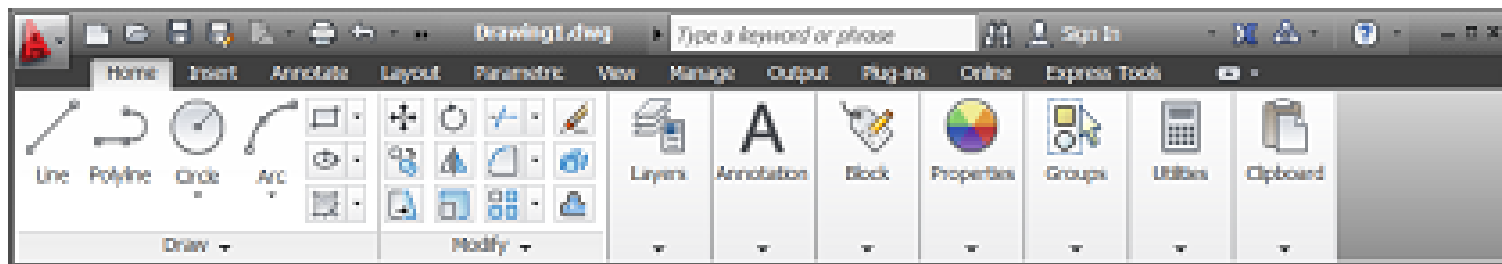 Drawing1.dwg Type a keyword or phrase Sign In
Home Insert Annotate Layout Parametric View Manage Output Plug-ins Online Express Tools
Line Polyline Circle Arc Layers Annotation Block Properties Groups Utilities Clipboard
Draw Modify